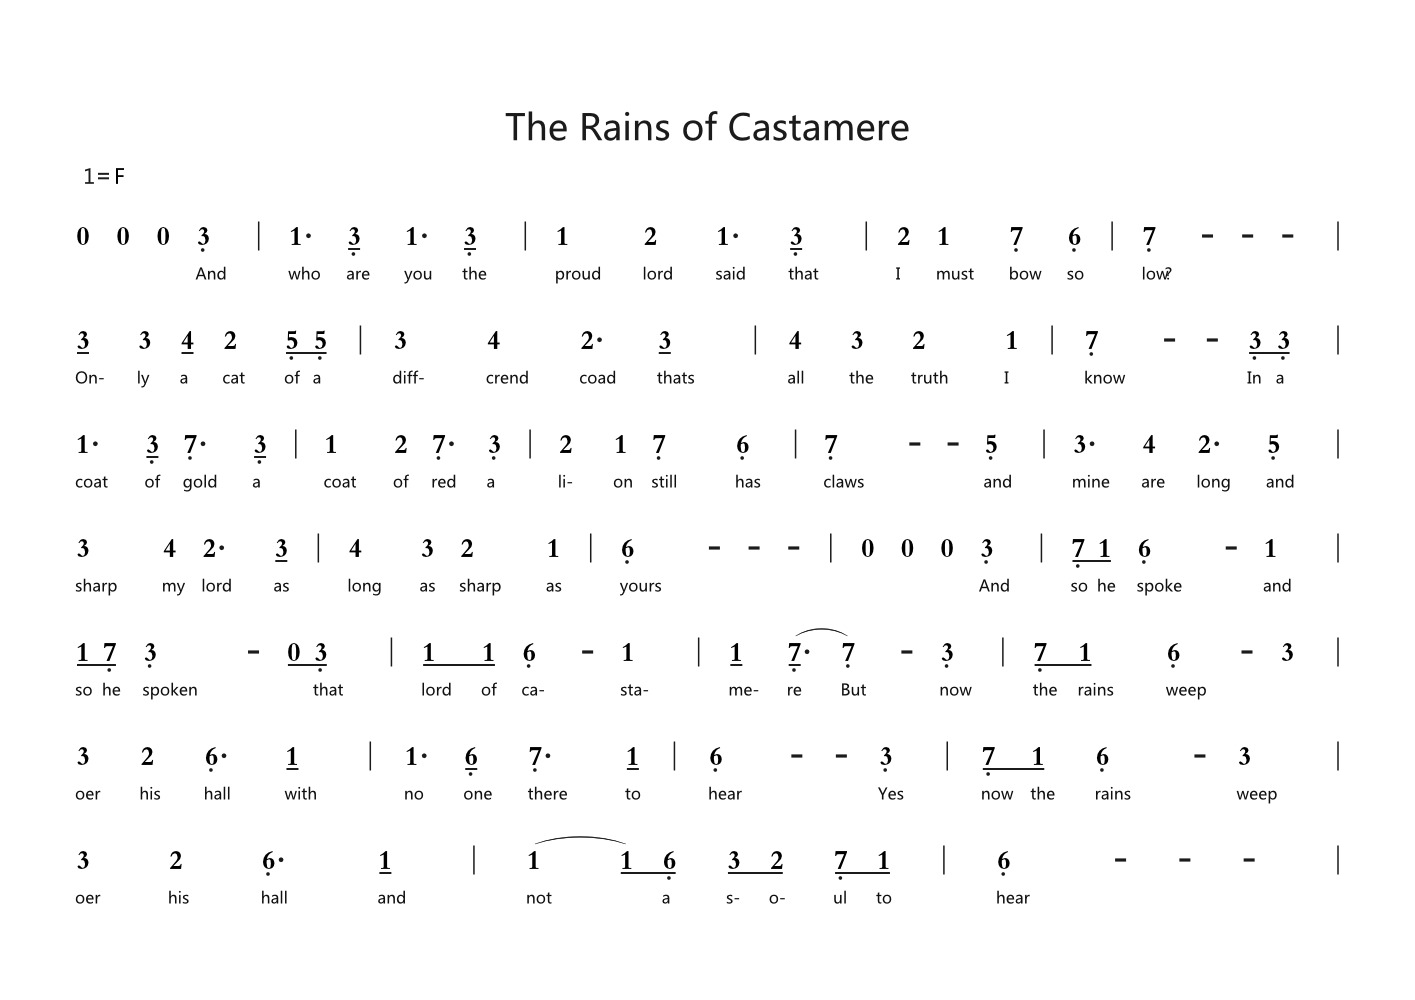 The Rains of Castamere
1=F
0 0 0 3 | 1· 3 1· 3 | 1 2 1· 3 | 2 1 7 6 | 7 - - - |
And who are you the proud lord said that I must bow so low?
3 3 4 2 5 5 | 3 4 2· 3 | 4 3 2 1 | 7 - - 3 3 |
On- ly a cat of a diff- crend coad thats all the truth I know In a
1· 3 7· 3 | 1 2 7· 3 | 2 1 7 6 | 7 - - 5 | 3· 4 2· 5 |
coat of gold a coat of red a li- on still has claws and mine are long and
3 4 2· 3 | 4 3 2 1 | 6 - - - | 0 0 0 3 | 7 1 6 - 1 |
sharp my lord as long as sharp as yours And so he spoke and
1 7 3 - 0 3 | 1 1 6 - 1 | 1 7· 7 - 3 | 7 1 6 - 3 |
so he spoken that lord of ca- sta- me- re But now the rains weep
3 2 6· 1 | 1· 6 7· 1 | 6 - - 3 | 7 1 6 - 3 |
oer his hall with no one there to hear Yes now the rains weep
3 2 6· 1 | 1 1 6 3 2 7 1 | 6 - - - |
oer his hall and not a s- o- ul to hear